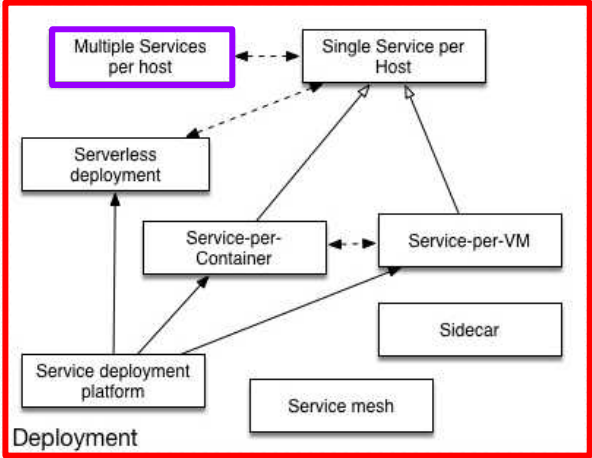 Multiple Services
per host
Single Service per
Host
Serverless
deployment
Service-per-
Container
Service-per-VM
Sidecar
Service deployment
platform
Service mesh
Deployment